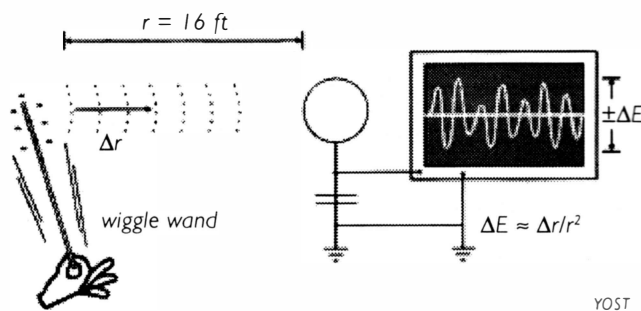 r = 16 ft
Δr
±ΔE
wiggle wand
ΔE ≈ Δr/r²
YOST